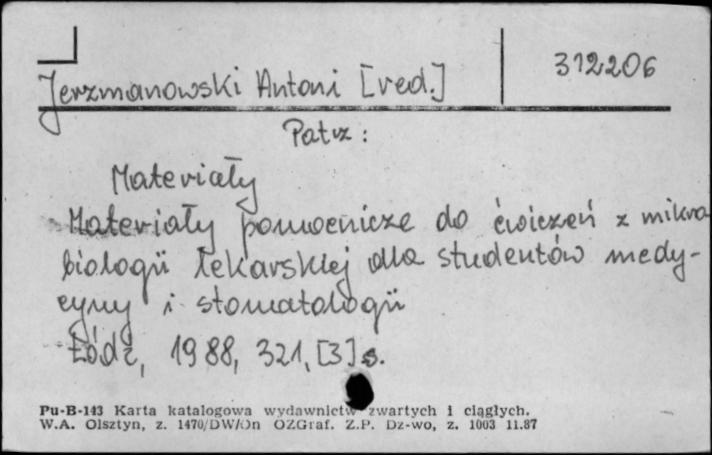 312206
Jerzmanowski Antoni [red.]
Patrz:
Materiały
Materiały pomocnicze do ćwiczeń z mikro
biologii lekarskiej dla studentów medy-
cyny i stomatologii
Łódź, 1988, 321, [3] s.
Pu-B-143 Karta katalogowa wydawnictw zwartych i ciągłych.
W.A. Olsztyn, z. 1470/DW/On OZGraf. Z.P. Dz-wo, z. 1003 11.87